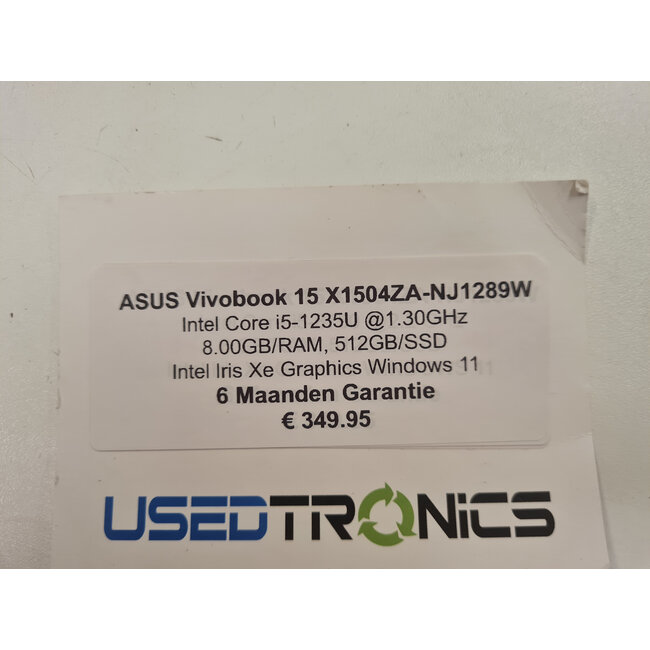 ASUS Vivobook 15 X1504ZA-NJ1289W
Intel Core i5-1235U @1.30GHz
8.00GB/RAM, 512GB/SSD
Intel Iris Xe Graphics Windows 11
6 Maanden Garantie
€ 349.95
USEDTRONiCS